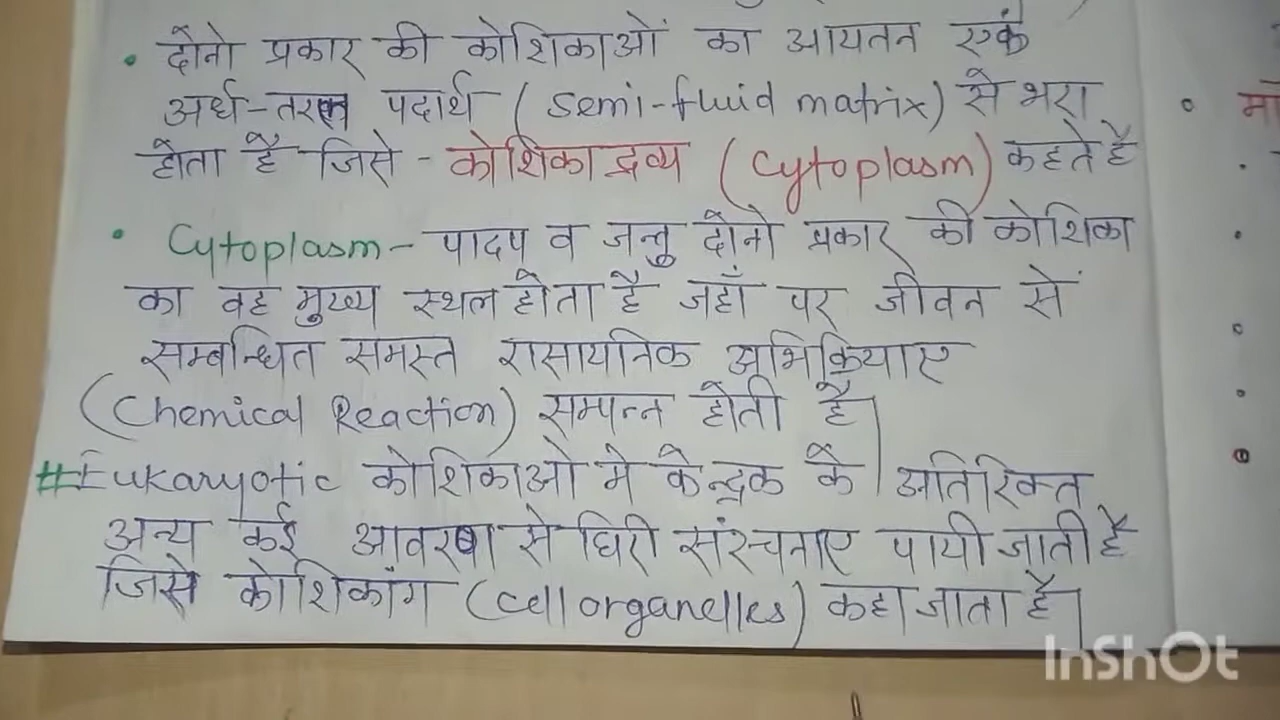 • दोनो प्रकार की कोशिकाओं का आयतन एकं
अर्ध-तरल पदार्थ (semi-fluid matrix) से भरा
होता है जिसे - कोशिका द्रव्य (Cytoplasm) कहते है
• Cytoplasm - पादप व जन्तु दोनो प्रकार की कोशिका
का वह मुख्य स्थल होता है जहाँ पर जीवन से
सम्बन्धित समस्त रासायनिक अभिक्रियाए
(Chemical Reaction) सम्पन्न होती है।
# Eukaryotic कोशिकाओ मे केन्द्रक के अतिरिक्त
अन्य कई आवरण से घिरी संरचनाए पायी जाती है
जिसे कोशिकांग (cell organelles) कहा जाता है।
InShOt